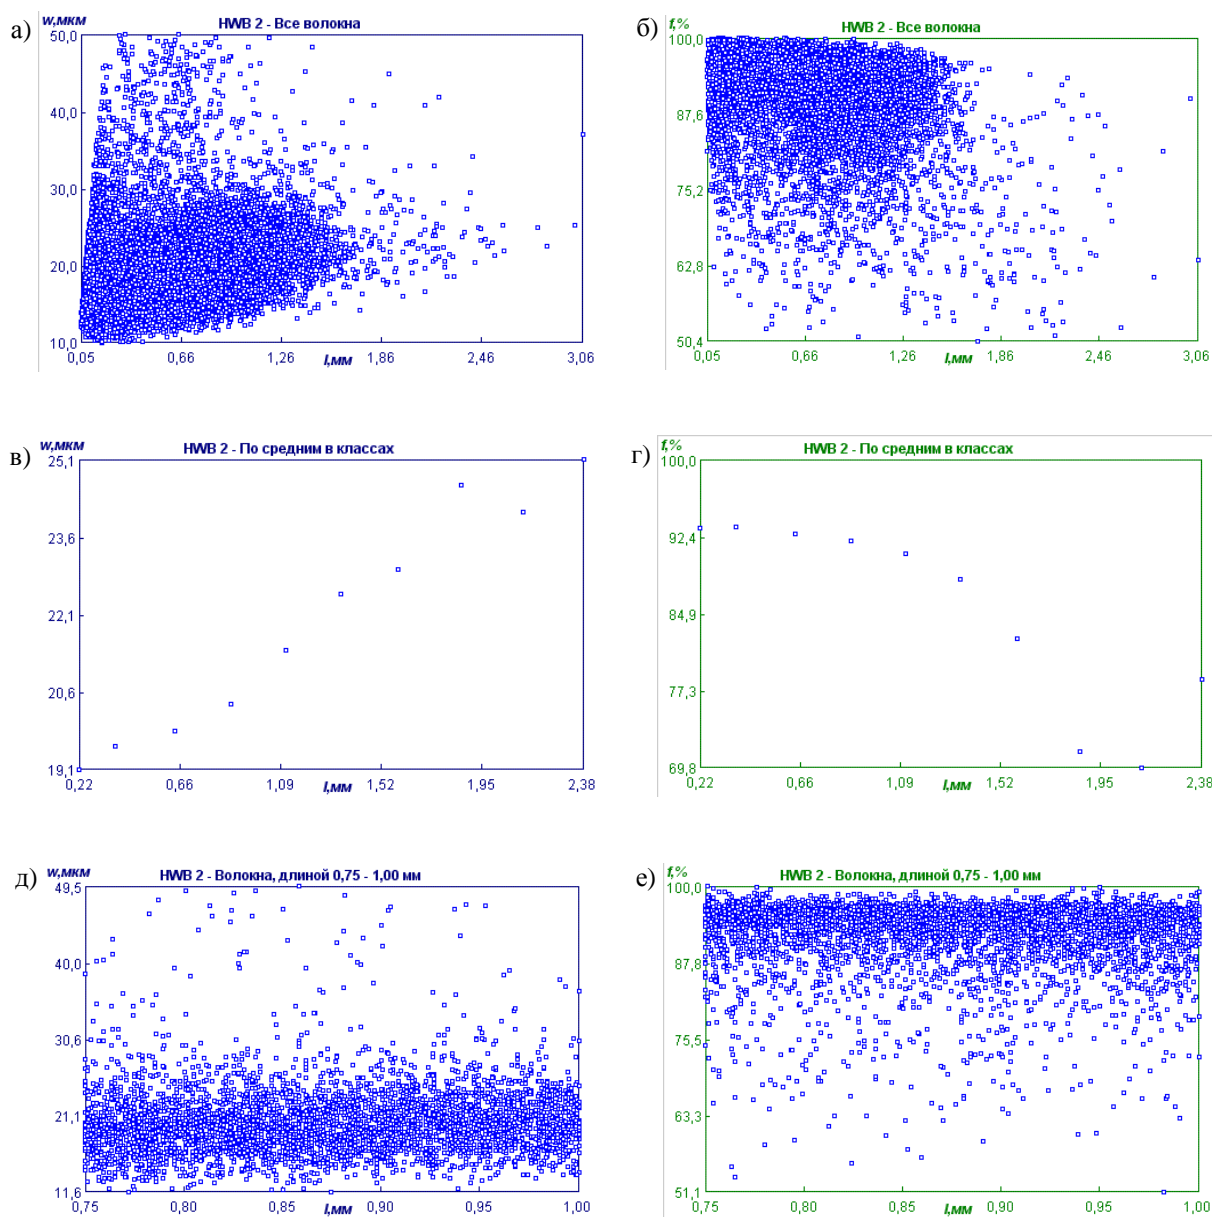 а)
w,мкм
HWB 2 - Все волокна
50,0
40,0
30,0
20,0
10,0
0,05 0,66 1,26 1,86 2,46 3,06
l,мм
б)
f,%
HWB 2 - Все волокна
100,0
87,6
75,2
62,8
50,4
0,05 0,66 1,26 1,86 2,46 3,06
l,мм
в)
w,мкм
HWB 2 - По средним в классах
25,1
23,6
22,1
20,6
19,1
0,22 0,66 1,09 1,52 1,95 2,38
l,мм
г)
f,%
HWB 2 - По средним в классах
100,0
92,4
84,9
77,3
69,8
0,22 0,66 1,09 1,52 1,95 2,38
l,мм
д)
w,мкм
HWB 2 - Волокна, длиной 0,75 - 1,00 мм
49,5
40,0
30,6
21,1
11,6
0,75 0,80 0,85 0,90 0,95 1,00
l,мм
е)
f,%
HWB 2 - Волокна, длиной 0,75 - 1,00 мм
100,0
87,8
75,5
63,3
51,1
0,75 0,80 0,85 0,90 0,95 1,00
l,мм